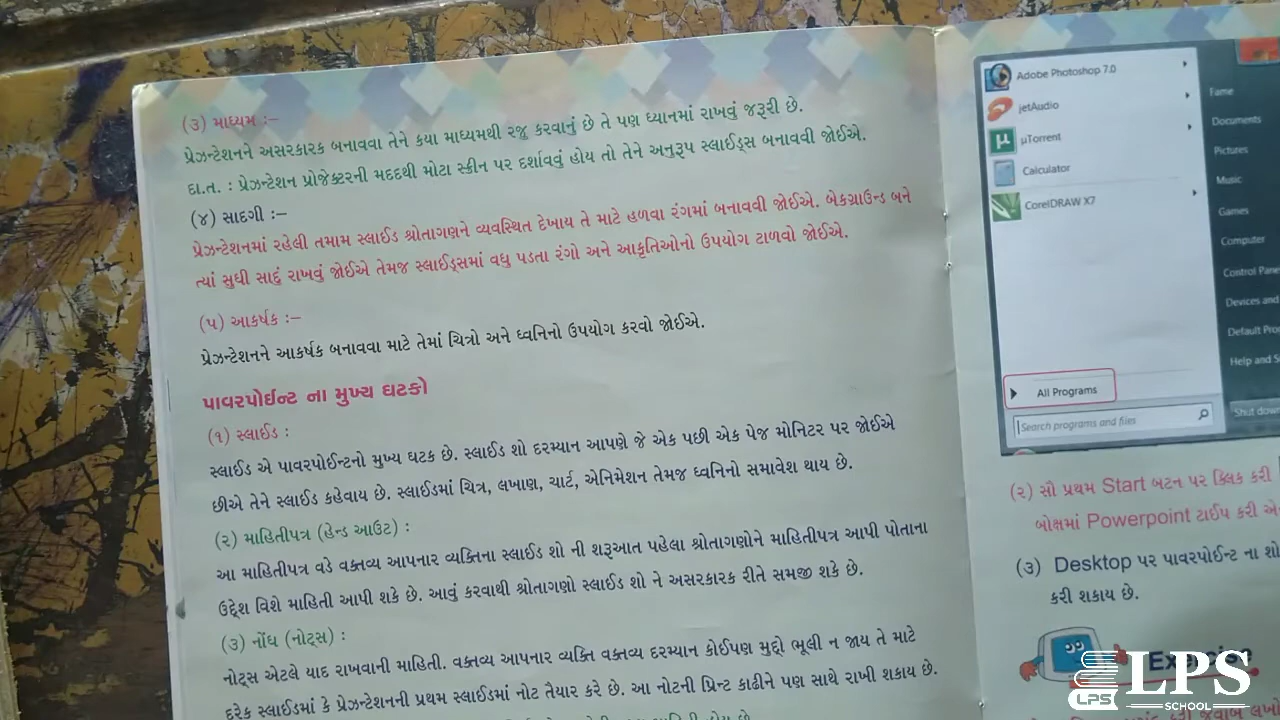 (૩) માધ્યમ :–
પ્રેઝન્ટેશનને અસરકારક બનાવવા તેને કયા માધ્યમથી રજુ કરવાનું છે તે પણ ધ્યાનમાં રાખવું જરૂરી છે.
દા.ત. : પ્રેઝન્ટેશન પ્રોજેક્ટરની મદદથી મોટા સ્ક્રીન પર દર્શાવવું હોય તો તેને અનુરૂપ સ્લાઈડ્સ બનાવવી જોઈએ.
(૪) સાદગી :–
પ્રેઝન્ટેશનમાં રહેલી તમામ સ્લાઈડ શ્રોતાગણને વ્યવસ્થિત દેખાય તે માટે હળવા રંગમાં બનાવવી જોઈએ. બેકગ્રાઉન્ડ બને
ત્યાં સુધી સાદું રાખવું જોઈએ તેમજ સ્લાઈડ્સમાં વધુ પડતા રંગો અને આકૃતિઓનો ઉપયોગ ટાળવો જોઈએ.
(૫) આકર્ષક :–
પ્રેઝન્ટેશનને આકર્ષક બનાવવા માટે તેમાં ચિત્રો અને ધ્વનિનો ઉપયોગ કરવો જોઈએ.
પાવરપોઈન્ટ ના મુખ્ય ઘટકો
(૧) સ્લાઈડ :
સ્લાઈડ એ પાવરપોઈન્ટનો મુખ્ય ઘટક છે. સ્લાઈડ શો દરમ્યાન આપણે જે એક પછી એક પેજ મોનિટર પર જોઈએ
છીએ તેને સ્લાઈડ કહેવાય છે. સ્લાઈડમાં ચિત્ર, લખાણ, ચાર્ટ, એનિમેશન તેમજ ધ્વનિનો સમાવેશ થાય છે.
(૨) માહિતીપત્ર (હેન્ડ આઉટ) :
આ માહિતીપત્ર વડે વક્તવ્ય આપનાર વ્યક્તિના સ્લાઈડ શો ની શરૂઆત પહેલા શ્રોતાગણોને માહિતીપત્ર આપી પોતાના
ઉદ્દેશ વિશે માહિતી આપી શકે છે. આવું કરવાથી શ્રોતાગણો સ્લાઈડ શો ને અસરકારક રીતે સમજી શકે છે.
(૩) નોંધ (નોટ્સ) :
નોટ્સ એટલે યાદ રાખવાની માહિતી. વક્તવ્ય આપનાર વ્યક્તિ વક્તવ્ય દરમ્યાન કોઈપણ મુદ્દો ભૂલી ન જાય તે માટે
દરેક સ્લાઈડમાં કે પ્રેઝન્ટેશનની પ્રથમ સ્લાઈડમાં નોટ તૈયાર કરે છે. આ નોટની પ્રિન્ટ કાઢીને પણ સાથે રાખી શકાય છે.
Adobe Photoshop 7.0
jetAudio
µTorrent
Calculator
CorelDRAW X7
All Programs
Search programs and files
Fame
Documents
Pictures
Music
Games
Computer
Control Pane
Devices and
Default Pro
Help and S
Shut down
(૨) સૌ પ્રથમ Start બટન પર ક્લિક કરી
બોક્ષમાં Powerpoint ટાઈપ કરી એ
(૩) Desktop પર પાવરપોઈન્ટ ના શો
કરી શકાય છે.
LPS
LPS
SCHOOL